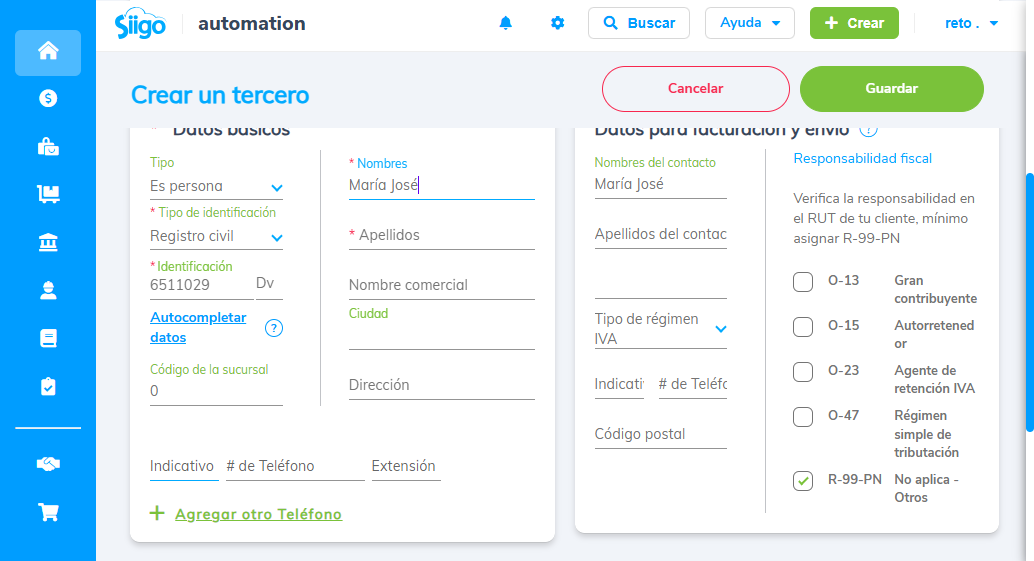 Siigo
automation
Buscar
Ayuda
Crear
reto .
Crear un tercero
Cancelar
Guardar
* Datos básicos
Tipo
Es persona
* Tipo de identificación
Registro civil
*Identificación
6511029
Dv
Autocompletar
datos
?
Código de la sucursal
0
* Nombres
María José
* Apellidos
Nombre comercial
Ciudad
Dirección
Indicativo
# de Teléfono
Extensión
+ Agregar otro Teléfono
Datos para facturación y envío ?
Nombres del contacto
María José
Apellidos del contac
Tipo de régimen
IVA
Indicati
# de Teléfo
Código postal
Responsabilidad fiscal
Verifica la responsabilidad en
el RUT de tu cliente, mínimo
asignar R-99-PN
O-13 Gran
contribuyente
O-15 Autorretened
or
O-23 Agente de
retención IVA
O-47 Régimen
simple de
tributación
R-99-PN No aplica -
Otros